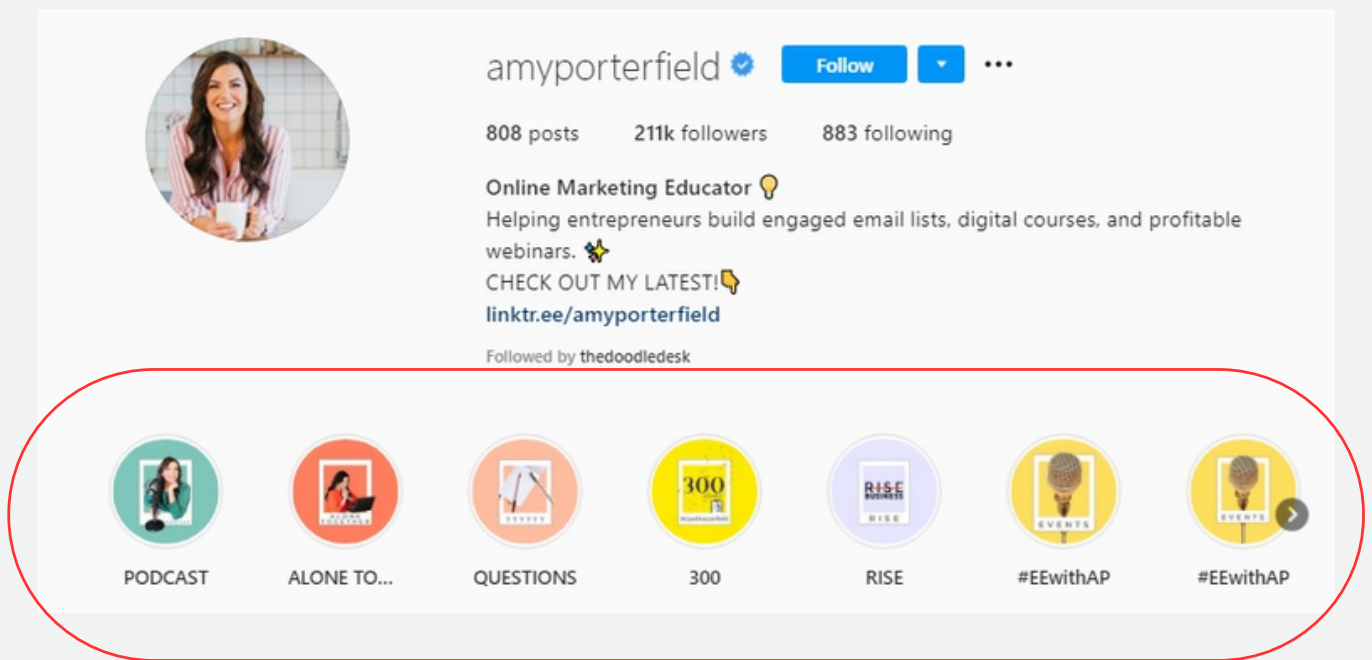 amyporterfield Follow
808 posts 211k followers 883 following
Online Marketing Educator 💡
Helping entrepreneurs build engaged email lists, digital courses, and profitable
webinars. ✨
CHECK OUT MY LATEST!👇
linktr.ee/amyporterfield
Followed by thedoodledesk
ALONE
TOGETHER
??????
300
RISE
BUSINESS
RISE
EVENTS
EVENTS
PODCAST ALONE TO... QUESTIONS 300 RISE #EEwithAP #EEwithAP